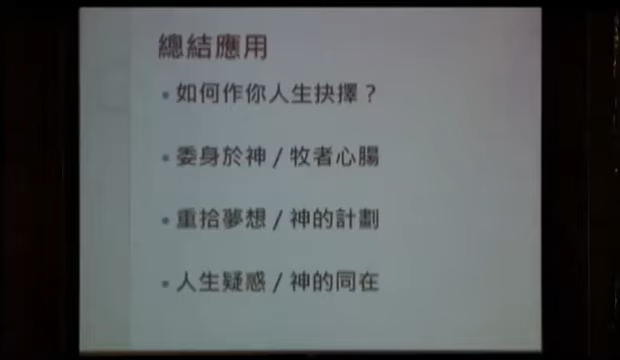 總結應用
• 如何作你人生抉擇？
• 委身於神 / 牧者心腸
• 重拾夢想 / 神的計劃
• 人生疑惑 / 神的同在